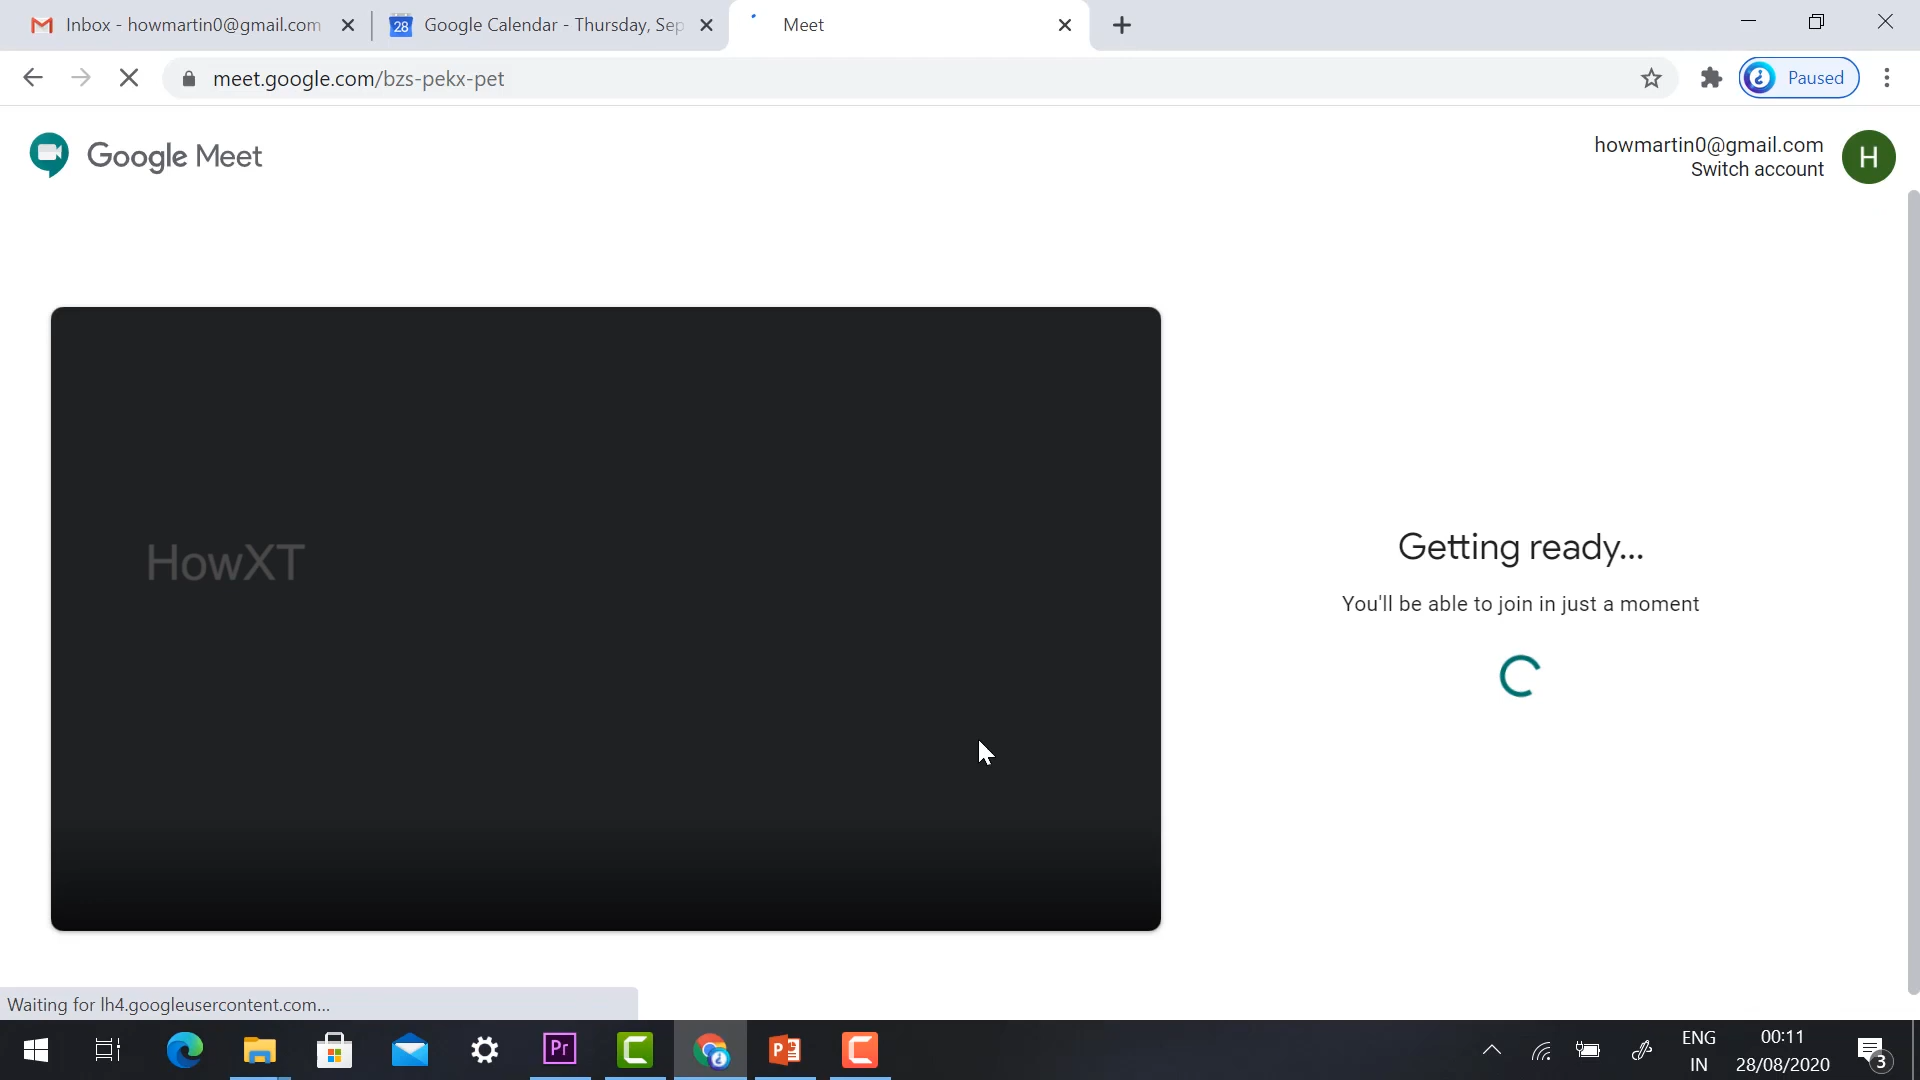 Inbox - howmartin0@gmail.com
28
Google Calendar - Thursday, Sep
Meet
meet.google.com/bzs-pekx-pet
Paused
Google Meet
howmartin0@gmail.com
Switch account
H
HowXT
Getting ready...
You'll be able to join in just a moment
Waiting for lh4.googleusercontent.com...
Pr
ENG
IN
00:11
28/08/2020
3